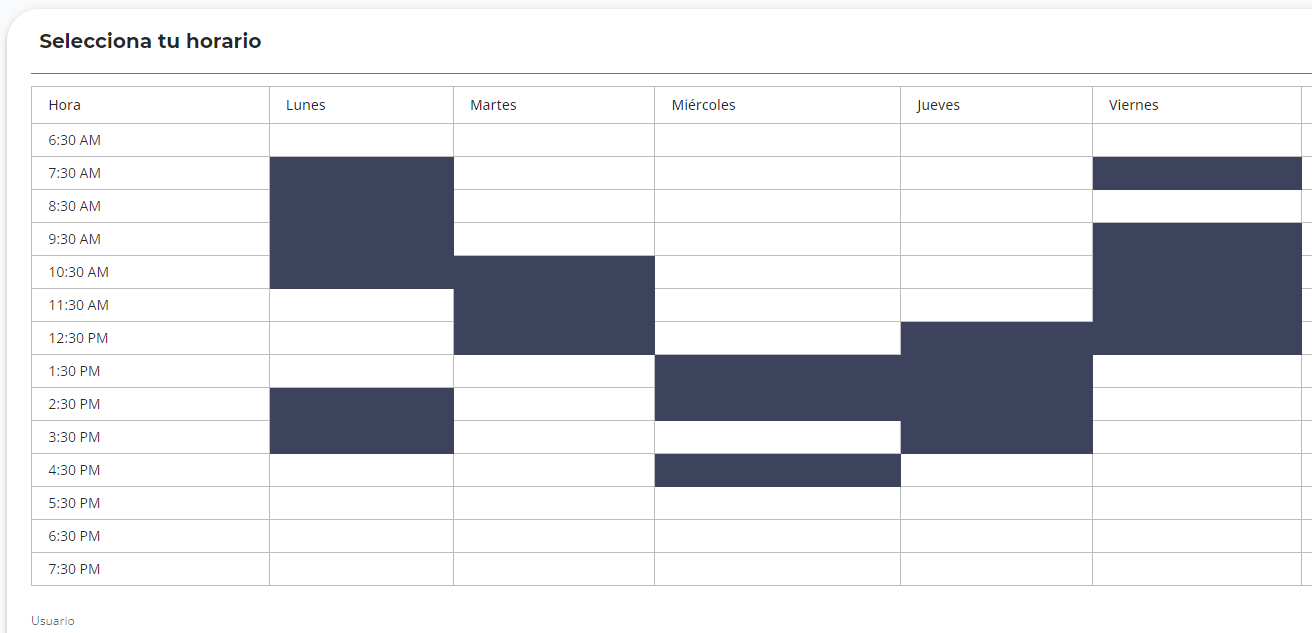 Selecciona tu horario
Hora Lunes Martes Miércoles Jueves Viernes
6:30 AM
7:30 AM
8:30 AM
9:30 AM
10:30 AM
11:30 AM
12:30 PM
1:30 PM
2:30 PM
3:30 PM
4:30 PM
5:30 PM
6:30 PM
7:30 PM
Usuario